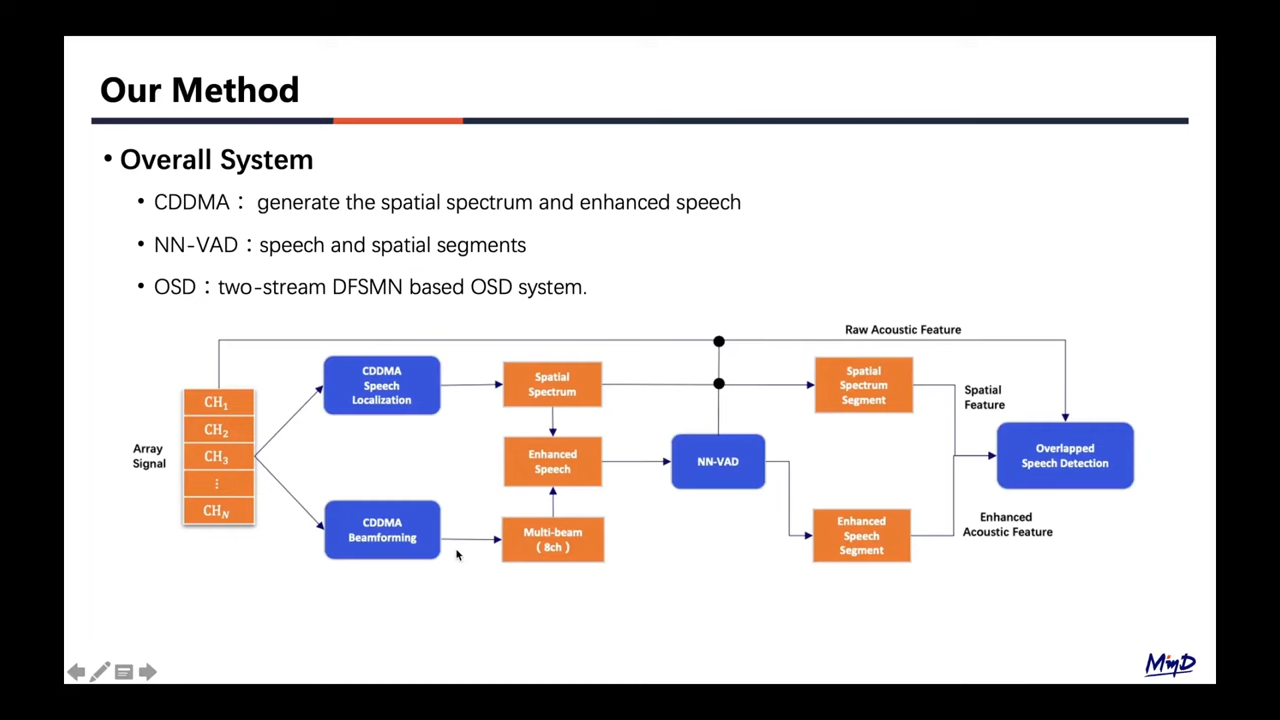 Our Method
• Overall System
• CDDMA： generate the spatial spectrum and enhanced speech
• NN-VAD：speech and spatial segments
• OSD：two-stream DFSMN based OSD system.
Raw Acoustic Feature
Array
Signal
CH1
CH2
CH3
⋮
CHN
CDDMA
Speech
Localization
CDDMA
Beamforming
Spatial
Spectrum
Enhanced
Speech
Multi-beam
（8ch）
NN-VAD
Spatial
Spectrum
Segment
Enhanced
Speech
Segment
Spatial
Feature
Enhanced
Acoustic Feature
Overlapped
Speech Detection
MinD